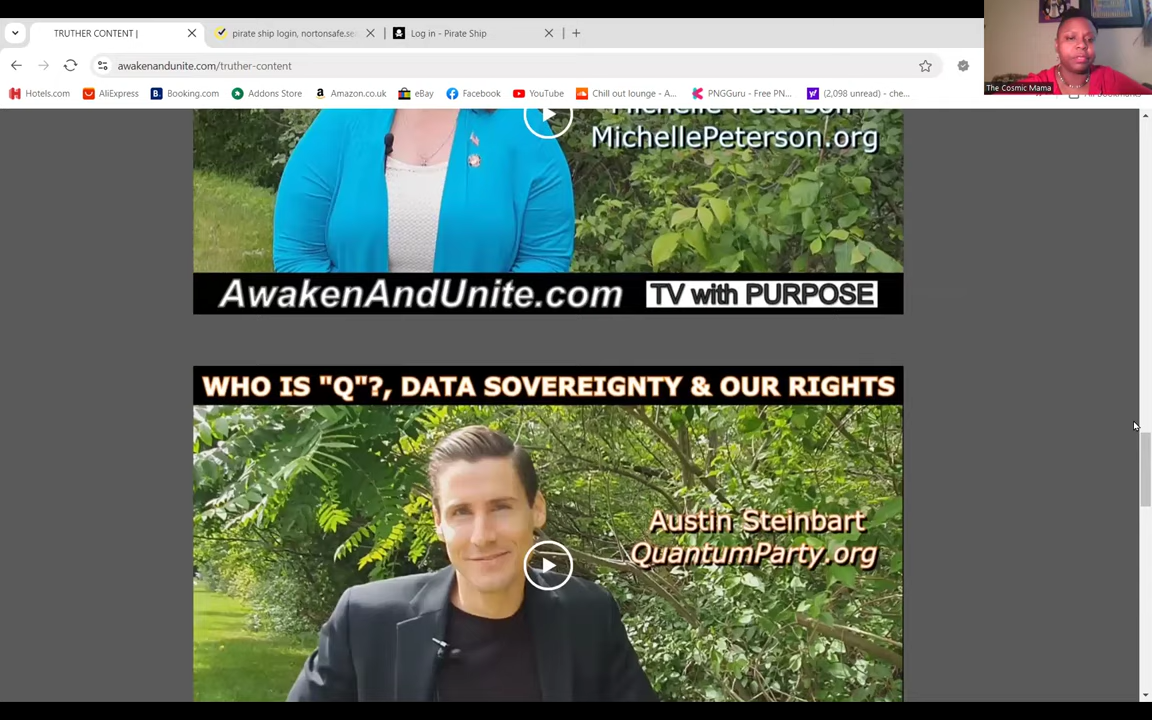 TRUTHER CONTENT |
pirate ship login, nortonsafe.se
Log in - Pirate Ship
awakenandunite.com/truther-content
Hotels.com
AliExpress
Booking.com
Addons Store
Amazon.co.uk
eBay
Facebook
YouTube
Chill out lounge - A...
PNGGuru - Free PN...
(2,098 unread) - che...
The Cosmic Mama
Michelle Peterson
MichellePeterson.org
AwakenAndUnite.com
TV with PURPOSE
WHO IS "Q"?, DATA SOVEREIGNTY & OUR RIGHTS
Austin Steinbart
QuantumParty.org